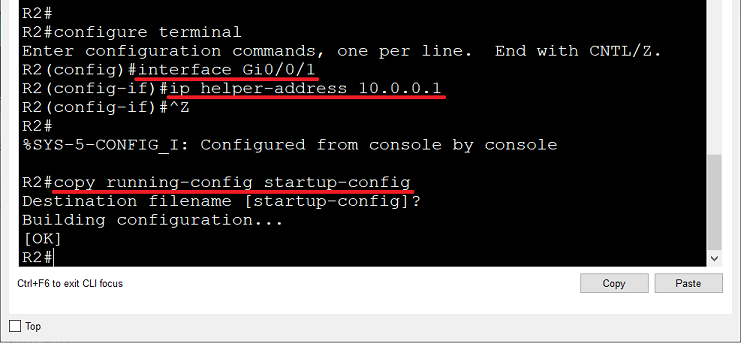 R2#
R2#configure terminal
Enter configuration commands, one per line.  End with CNTL/Z.
R2(config)#interface Gi0/0/1
R2(config-if)#ip helper-address 10.0.0.1
R2(config-if)#^Z
R2#
%SYS-5-CONFIG_I: Configured from console by console
R2#copy running-config startup-config
Destination filename [startup-config]?
Building configuration...
[OK]
R2#
Ctrl+F6 to exit CLI focus
Copy
Paste
Top